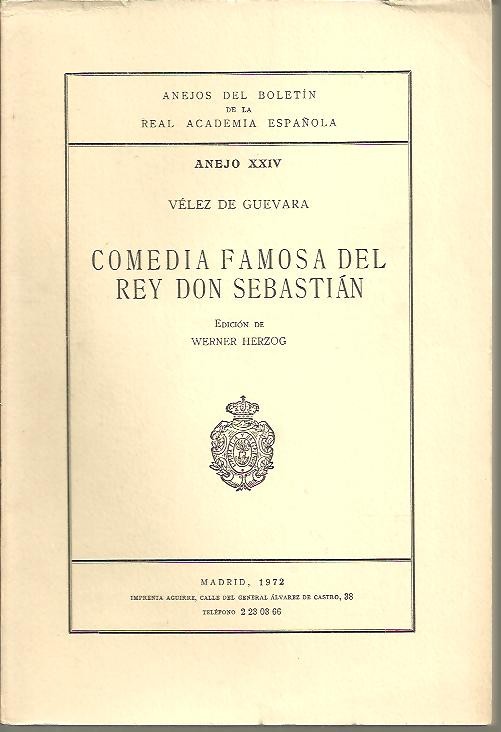 ANEJOS DEL BOLETÍN
DE LA
REAL ACADEMIA ESPAÑOLA
ANEJO XXIV
VÉLEZ DE GUEVARA
COMEDIA FAMOSA DEL
REY DON SEBASTIÁN
EDICIÓN DE
WERNER HERZOG
MADRID, 1972
IMPRENTA AGUIRRE, CALLE DEL GENERAL ÁLVAREZ DE CASTRO, 38
TELÉFONO 2 23 03 66